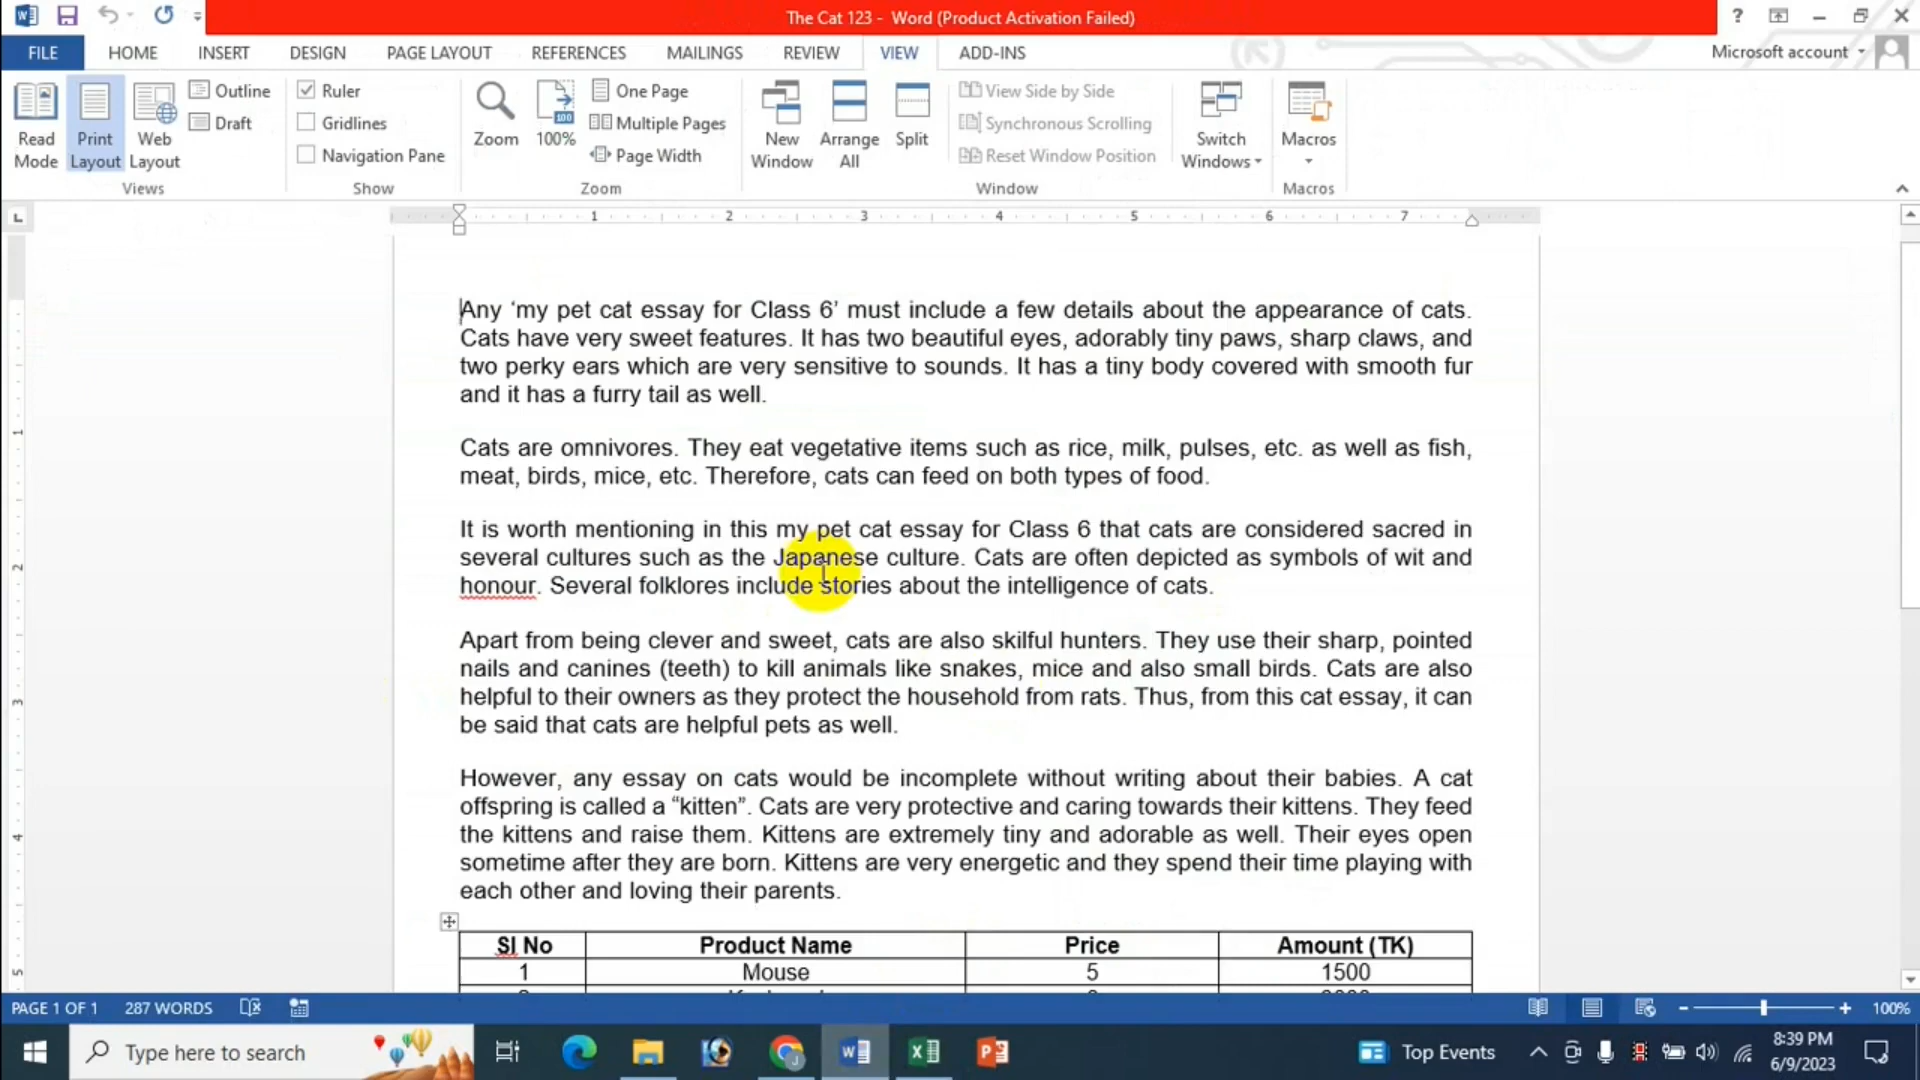 The Cat 123 - Word (Product Activation Failed)
?
FILE HOME INSERT DESIGN PAGE LAYOUT REFERENCES MAILINGS REVIEW VIEW ADD-INS Microsoft account
Read Mode
Print Layout
Web Layout
Outline
Draft
Views
Ruler
Gridlines
Navigation Pane
Show
Zoom
100%
One Page
Multiple Pages
Page Width
Zoom
New Window
Arrange All
Split
View Side by Side
Synchronous Scrolling
Reset Window Position
Window
Switch Windows
Macros
Macros
1 2 3 4 5 6 7
Any ‘my pet cat essay for Class 6’ must include a few details about the appearance of cats.
Cats have very sweet features. It has two beautiful eyes, adorably tiny paws, sharp claws, and
two perky ears which are very sensitive to sounds. It has a tiny body covered with smooth fur
and it has a furry tail as well.
Cats are omnivores. They eat vegetative items such as rice, milk, pulses, etc. as well as fish,
meat, birds, mice, etc. Therefore, cats can feed on both types of food.
It is worth mentioning in this my pet cat essay for Class 6 that cats are considered sacred in
several cultures such as the Japanese culture. Cats are often depicted as symbols of wit and
honour. Several folklores include stories about the intelligence of cats.
Apart from being clever and sweet, cats are also skilful hunters. They use their sharp, pointed
nails and canines (teeth) to kill animals like snakes, mice and also small birds. Cats are also
helpful to their owners as they protect the household from rats. Thus, from this cat essay, it can
be said that cats are helpful pets as well.
However, any essay on cats would be incomplete without writing about their babies. A cat
offspring is called a “kitten”. Cats are very protective and caring towards their kittens. They feed
the kittens and raise them. Kittens are extremely tiny and adorable as well. Their eyes open
sometime after they are born. Kittens are very energetic and they spend their time playing with
each other and loving their parents.
Sl No Product Name Price Amount (TK)
1 Mouse 5 1500
1
2
3
4
5
PAGE 1 OF 1 287 WORDS 100%
Type here to search
Top Events
8:39 PM
6/9/2023